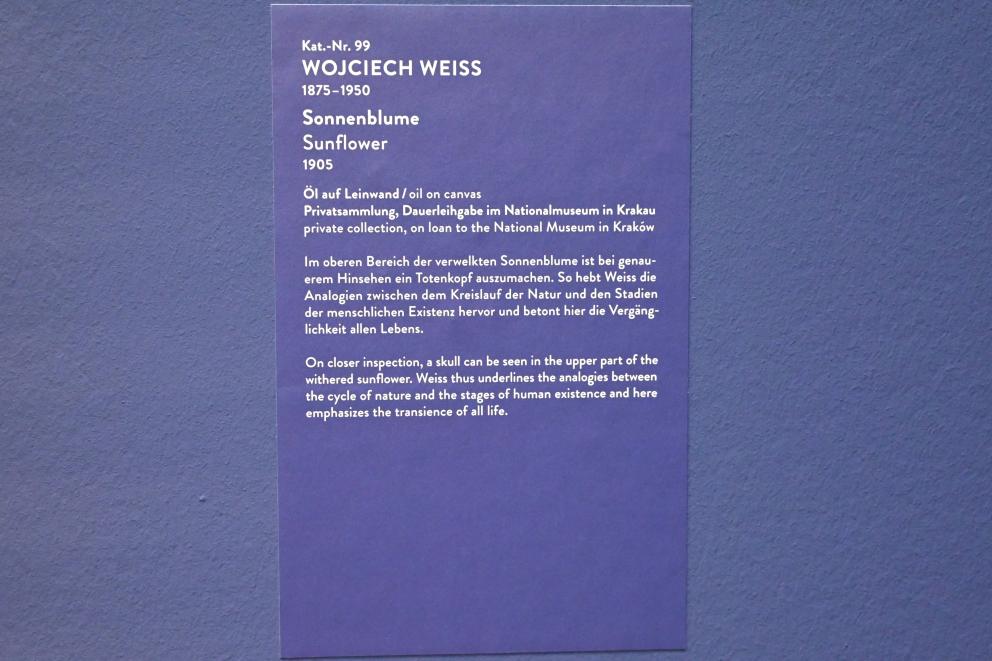 Kat.-Nr. 99
WOJCIECH WEISS
1875–1950
Sonnenblume
Sunflower
1905
Öl auf Leinwand / oil on canvas
Privatsammlung, Dauerleihgabe im Nationalmuseum in Krakau
private collection, on loan to the National Museum in Kraków
Im oberen Bereich der verwelkten Sonnenblume ist bei genau-
erem Hinsehen ein Totenkopf auszumachen. So hebt Weiss die
Analogien zwischen dem Kreislauf der Natur und den Stadien
der menschlichen Existenz hervor und betont hier die Vergäng-
lichkeit allen Lebens.
On closer inspection, a skull can be seen in the upper part of the
withered sunflower. Weiss thus underlines the analogies between
the cycle of nature and the stages of human existence and here
emphasizes the transience of all life.